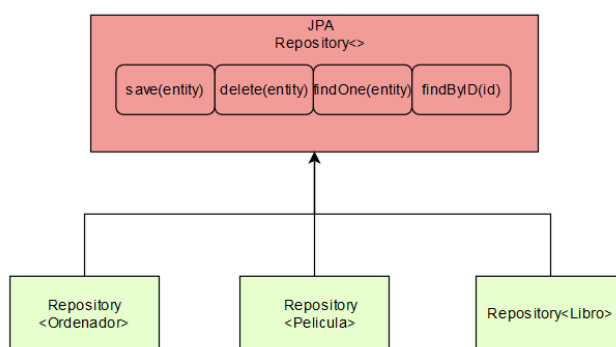 JPA
Repository<>
save(entity)
delete(entity)
findOne(entity)
findByID(id)
Repository
<Ordenador>
Repository
<Pelicula>
Repository<Libro>